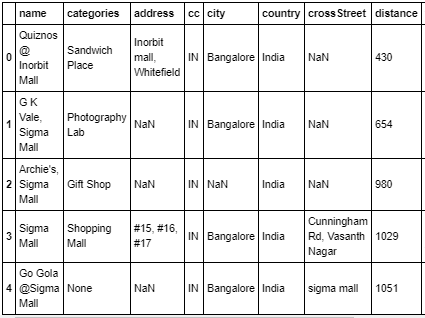 name categories address cc city country crossStreet distance
0 Quiznos @ Inorbit Mall Sandwich Place Inorbit mall, Whitefield IN Bangalore India NaN 430
1 G K Vale, Sigma Mall Photography Lab NaN IN Bangalore India NaN 654
2 Archie's, Sigma Mall Gift Shop NaN IN NaN India NaN 980
3 Sigma Mall Shopping Mall #15, #16, #17 IN Bangalore India Cunningham Rd, Vasanth Nagar 1029
4 Go Gola @Sigma Mall None NaN IN Bangalore India sigma mall 1051